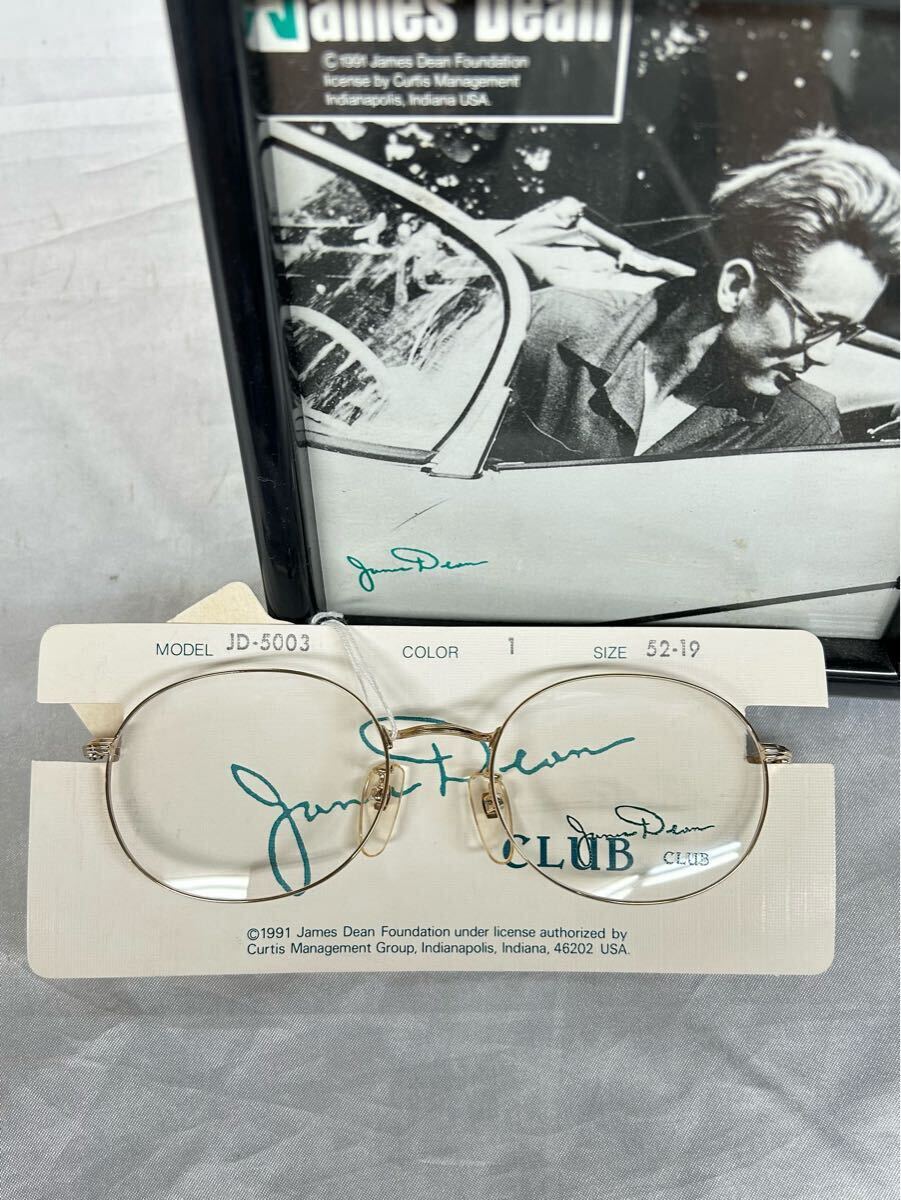 James Dean
©1991 James Dean Foundation
license by Curtis Management
Indianapolis, Indiana USA.
James Dean
MODEL JD-5003 COLOR 1 SIZE 52-19
James Dean
CLUB
James Dean
CLUB
©1991 James Dean Foundation under license authorized by
Curtis Management Group, Indianapolis, Indiana, 46202 USA.